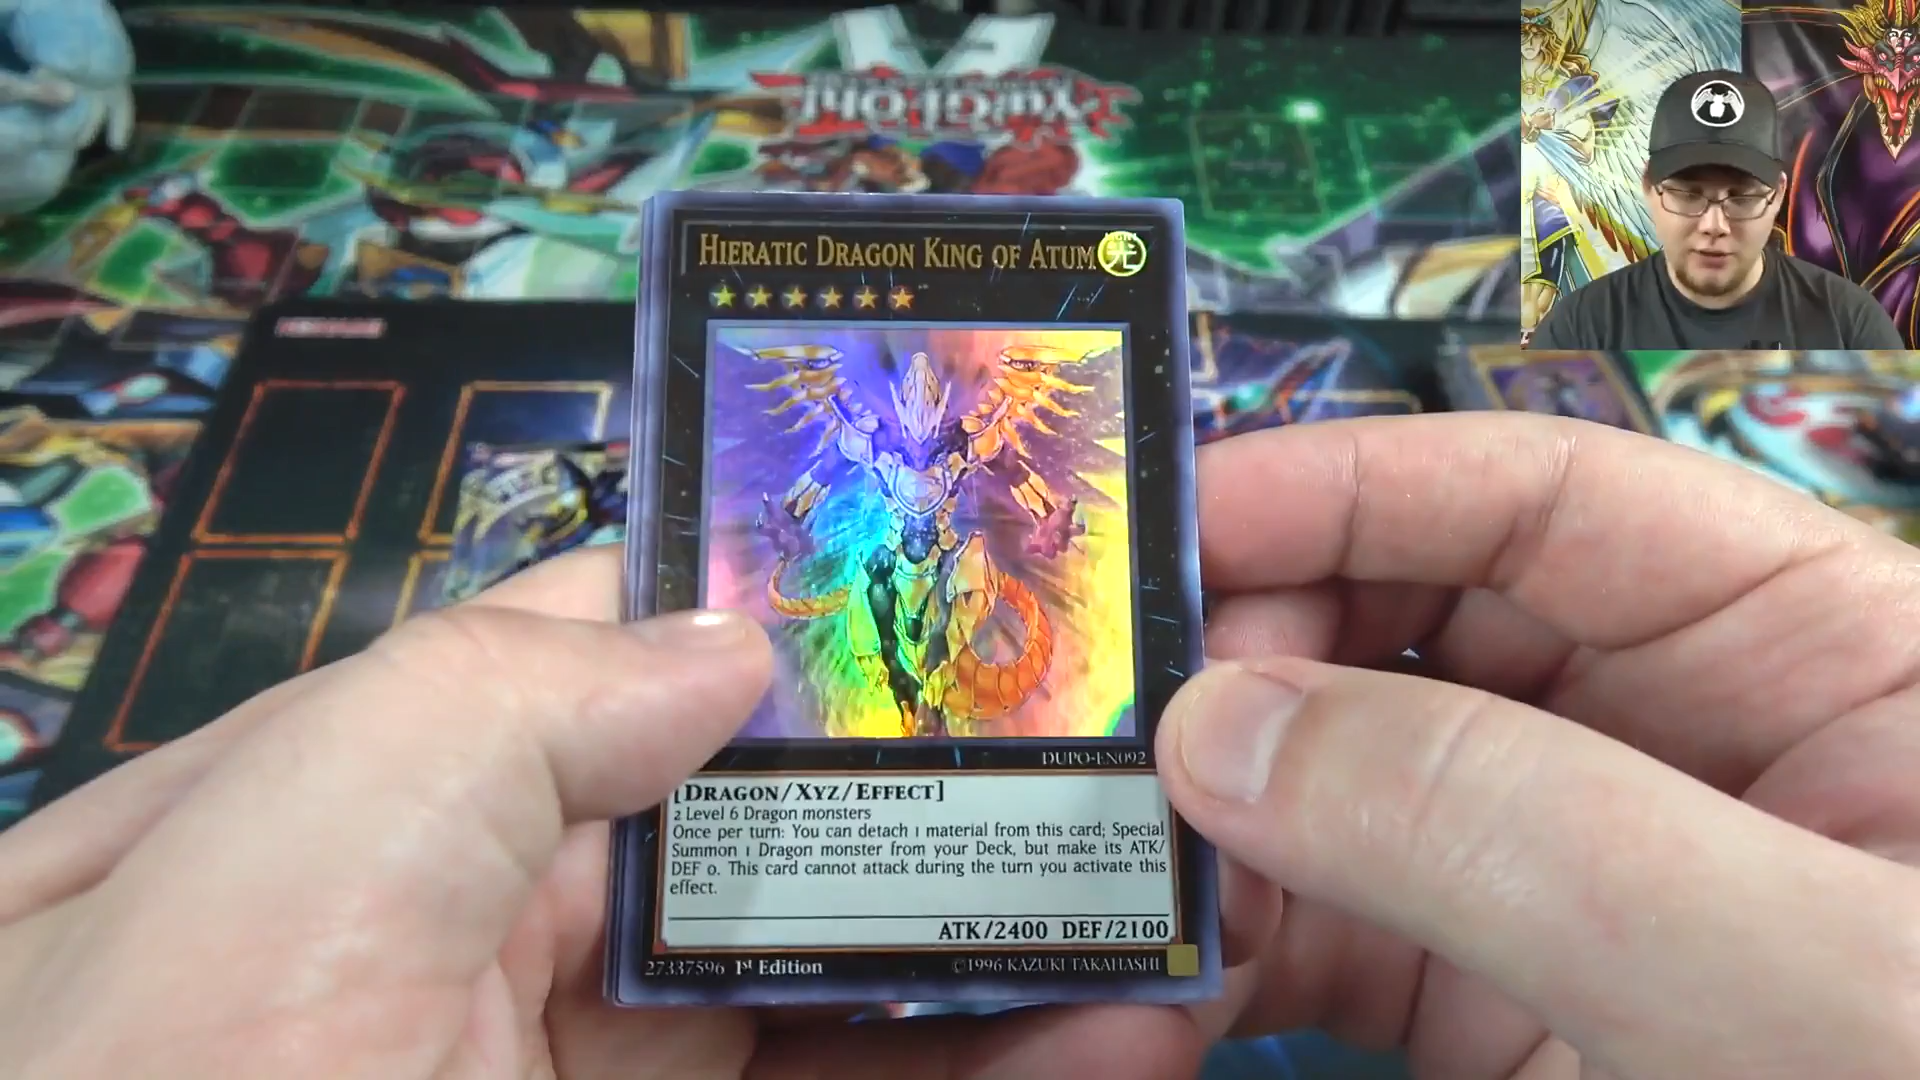 HIERATIC DRAGON KING OF ATUM
光
DUPO-EN092
[DRAGON/XYZ/EFFECT]
2 Level 6 Dragon monsters
Once per turn: You can detach 1 material from this card; Special
Summon 1 Dragon monster from your Deck, but make its ATK/
DEF 0. This card cannot attack during the turn you activate this
effect.
ATK/2400 DEF/2100
27337596 1st Edition ©1996 KAZUKI TAKAHASHI